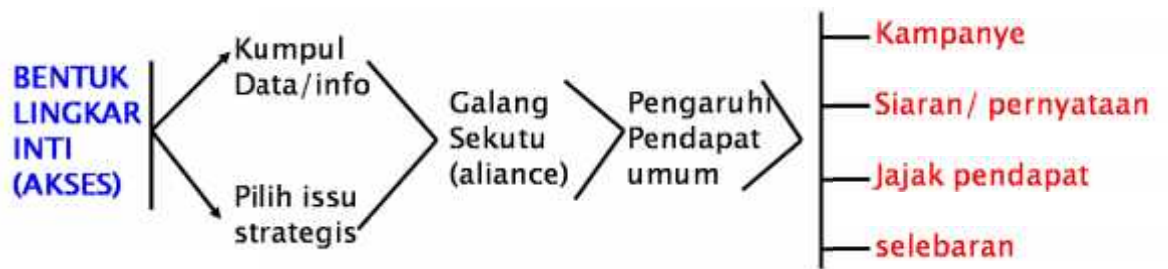 BENTUK
LINGKAR
INTI
(AKSES)
Kumpul
Data/info
Pilih issu
strategis
Galang
Sekutu
(aliance)
Pengaruhi
Pendapat
umum
Kampanye
Siaran/ pernyataan
Jajak pendapat
selebaran